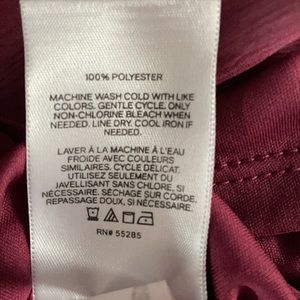 100% POLYESTER
MACHINE WASH COLD WITH LIKE
COLORS. GENTLE CYCLE. ONLY
NON-CHLORINE BLEACH WHEN
NEEDED. LINE DRY. COOL IRON IF
NEEDED.
LAVER À LA MACHINE À L'EAU
FROIDE AVEC COULEURS
SIMILAIRES. CYCLE DÉLICAT.
UTILISEZ SEULEMENT DU
JAVELLISANT SANS CHLORE, SI
NÉCESSAIRE. SÉCHAGE SUR CORDE.
REPASSAGE DOUX, SI NÉCESSAIRE.
RN# 55285